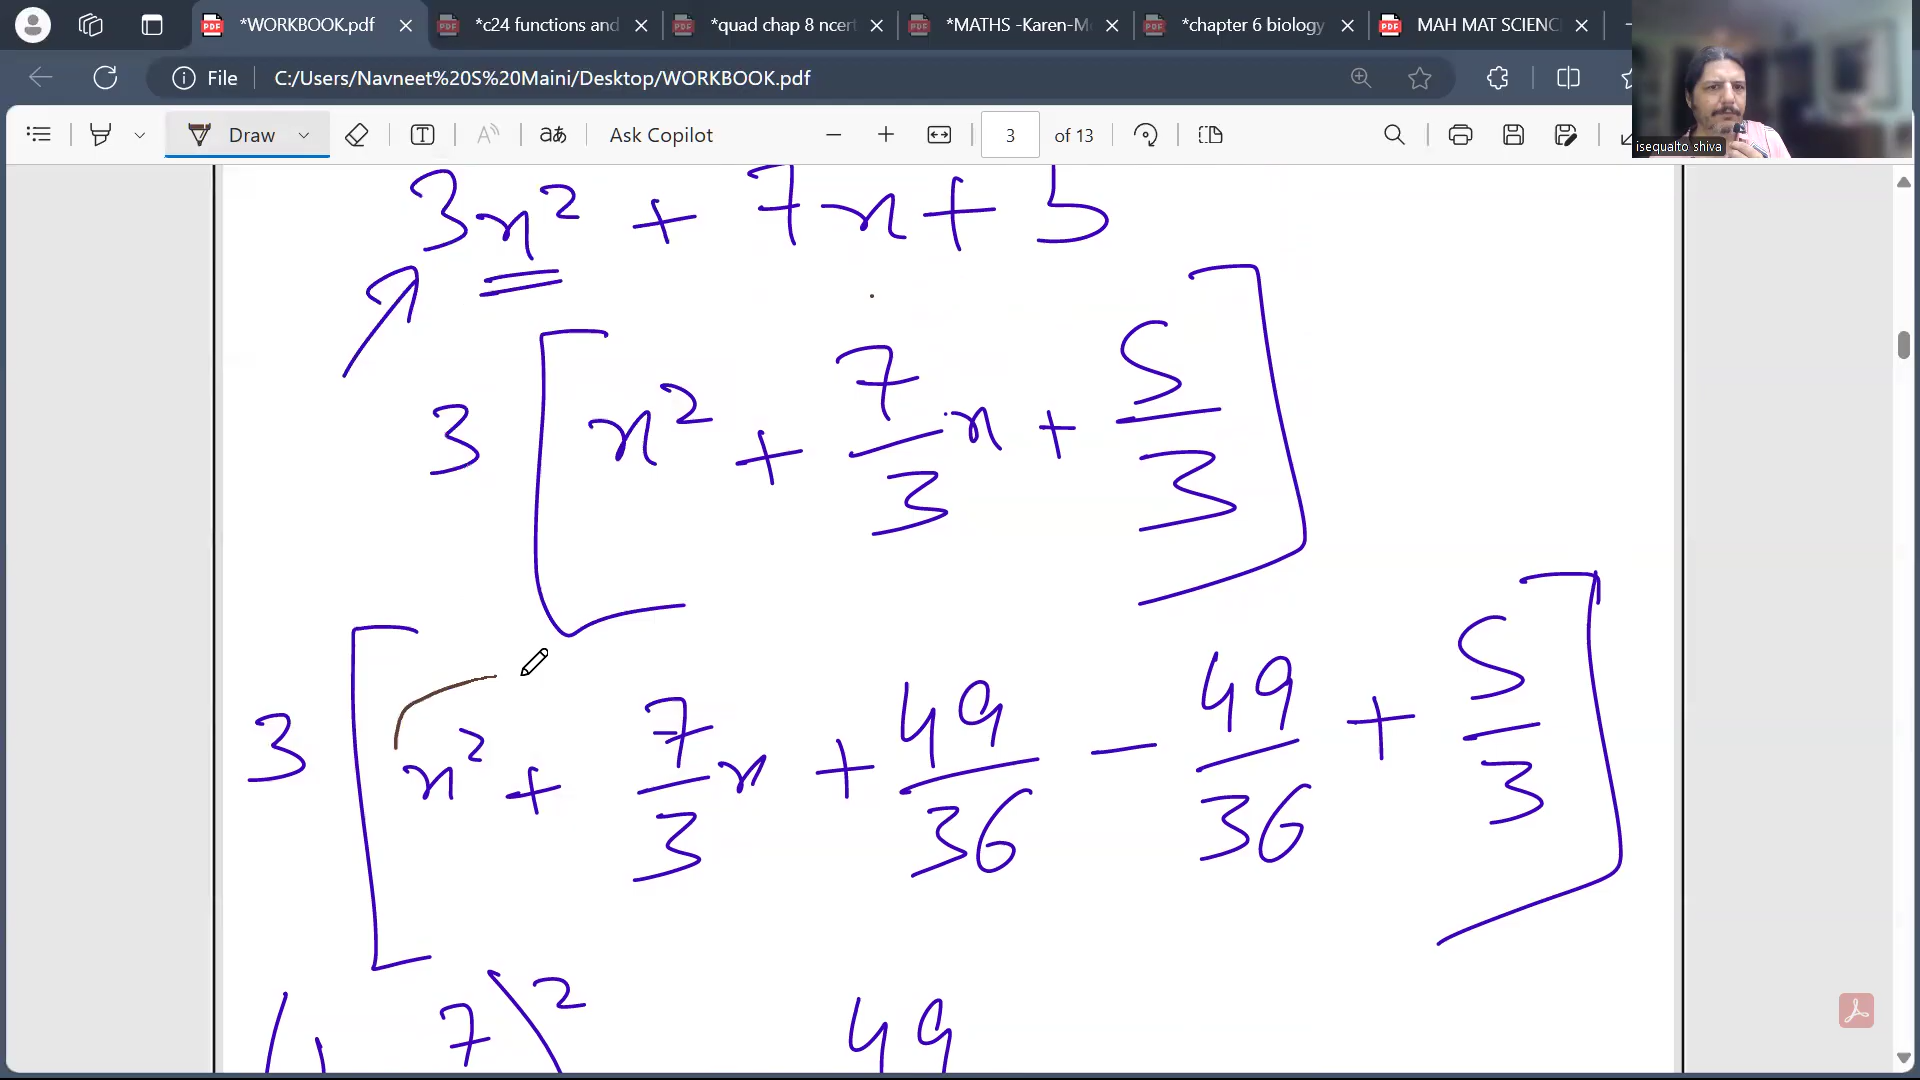 *WORKBOOK.pdf
*c24 functions and
*quad chap 8 ncert
*MATHS -Karen-M
*chapter 6 biology
MAH MAT SCIENC
File
C:/Users/Navneet%20S%20Maini/Desktop/WORKBOOK.pdf
Draw
Ask Copilot
3
of 13
isequalto shiva
3x² + 7x + 5
3 [ x² + 7/3 x + 5/3 ]
3 [ x² + 7/3 x + 49/36 − 49/36 + 5/3 ]
7 2 49